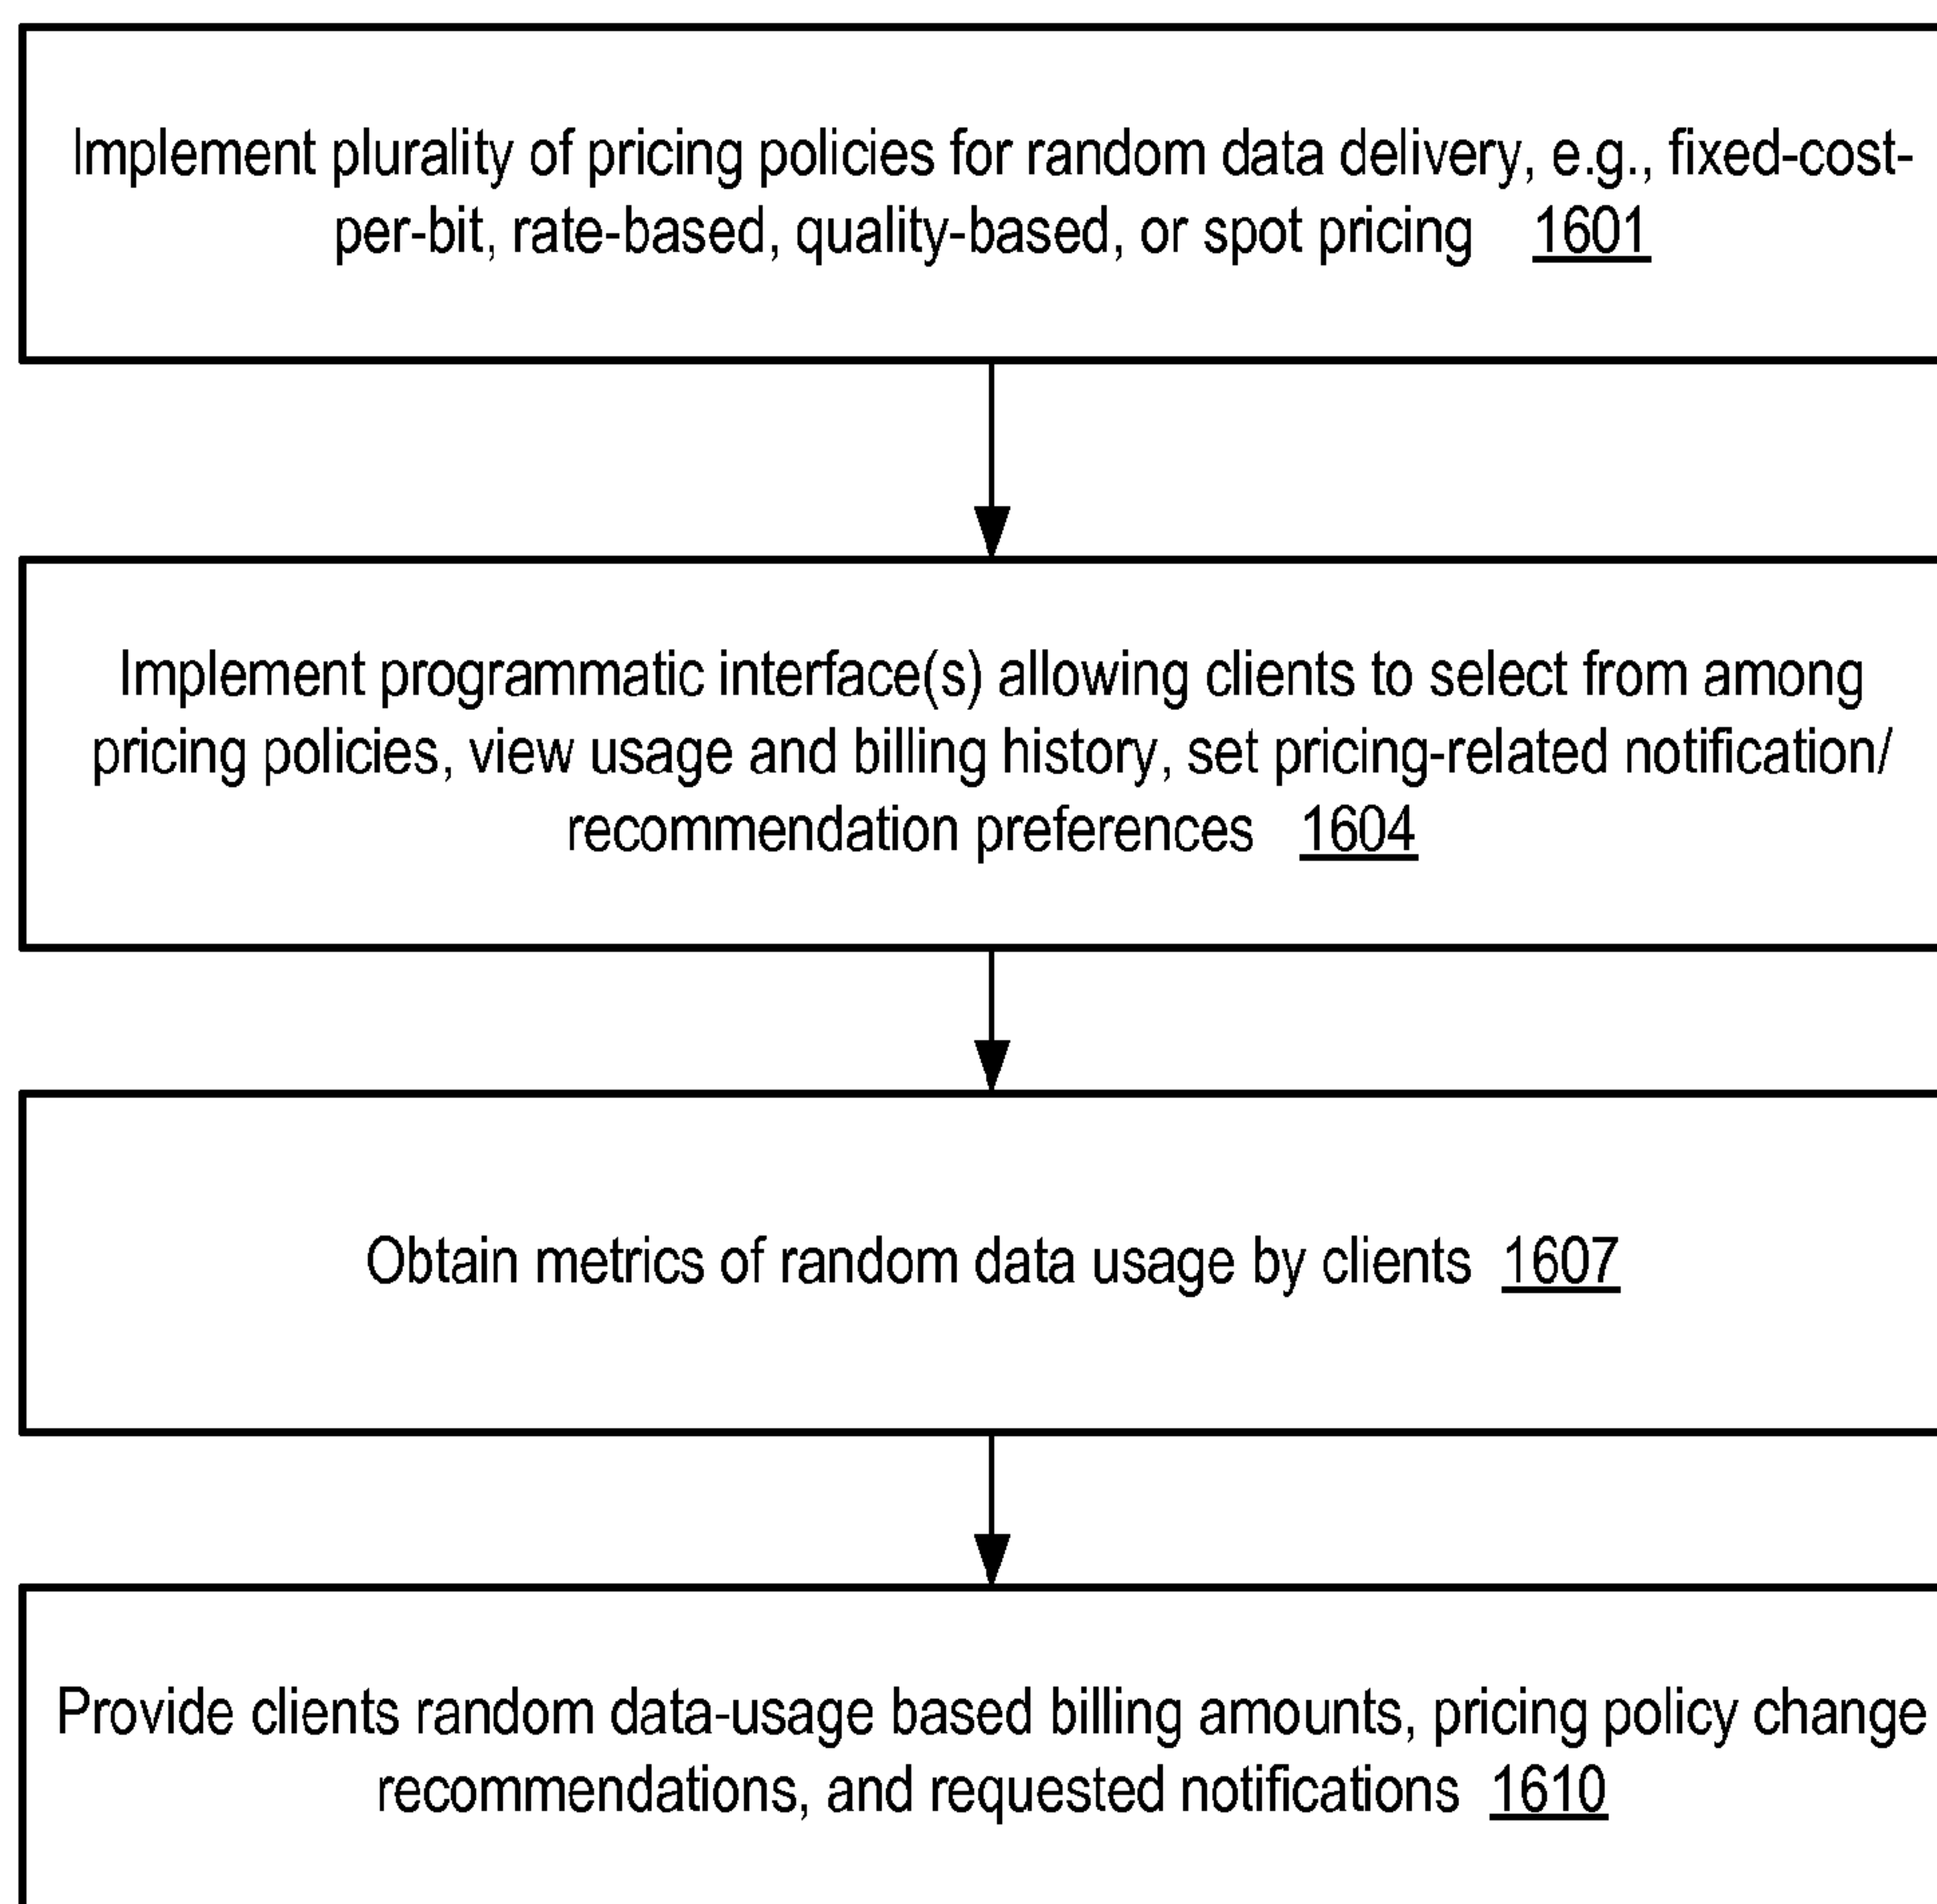 Implement plurality of pricing policies for random data delivery, e.g., fixed-cost-
per-bit, rate-based, quality-based, or spot pricing 1601
Implement programmatic interface(s) allowing clients to select from among
pricing policies, view usage and billing history, set pricing-related notification/
recommendation preferences 1604
Obtain metrics of random data usage by clients 1607
Provide clients random data-usage based billing amounts, pricing policy change
recommendations, and requested notifications 1610